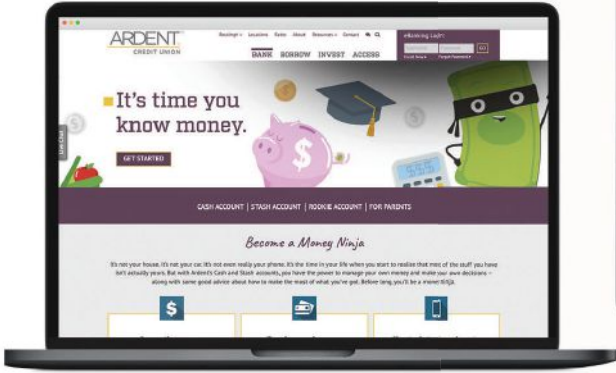 ARDENT
CREDIT UNION
Locations Rates About Resources Contact
eBanking Login
GO
BANK BORROW INVEST ACCESS
It's time you
know money.
GET STARTED
CASH ACCOUNT | STASH ACCOUNT | ROOKIE ACCOUNT | FOR PARENTS
Become a Money Ninja
It's not your house. It's not your car. It's not even really your phone. It's the time in your life when you start to realize that most of the stuff you have
isn't actually yours. But with Ardent's Cash and Stash accounts, you have the power to manage your own money and make your own decisions –
along with some good advice about how to make the most of what you've got. Before long, you'll be a money ninja.